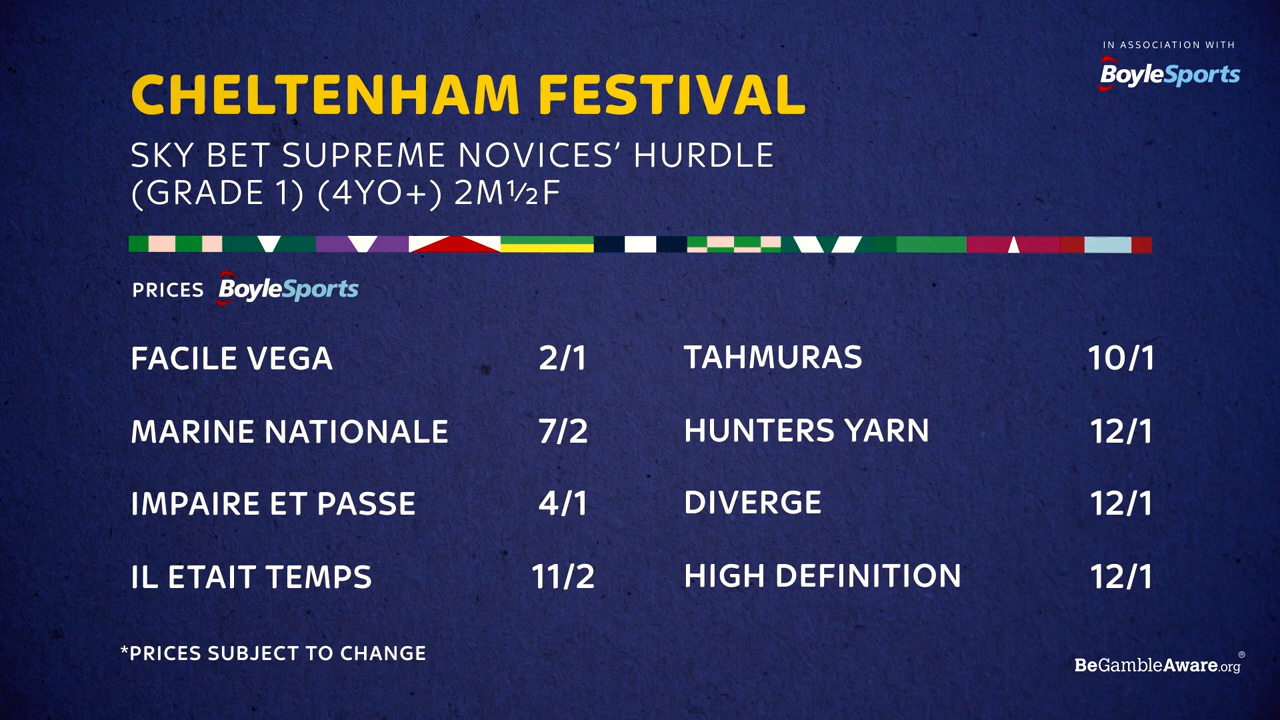 IN ASSOCIATION WITH
BoyleSports
CHELTENHAM FESTIVAL
SKY BET SUPREME NOVICES' HURDLE
(GRADE 1) (4YO+) 2M½F
PRICES BoyleSports
FACILE VEGA 2/1 TAHMURAS 10/1
MARINE NATIONALE 7/2 HUNTERS YARN 12/1
IMPAIRE ET PASSE 4/1 DIVERGE 12/1
IL ETAIT TEMPS 11/2 HIGH DEFINITION 12/1
*PRICES SUBJECT TO CHANGE
BeGambleAware.org®